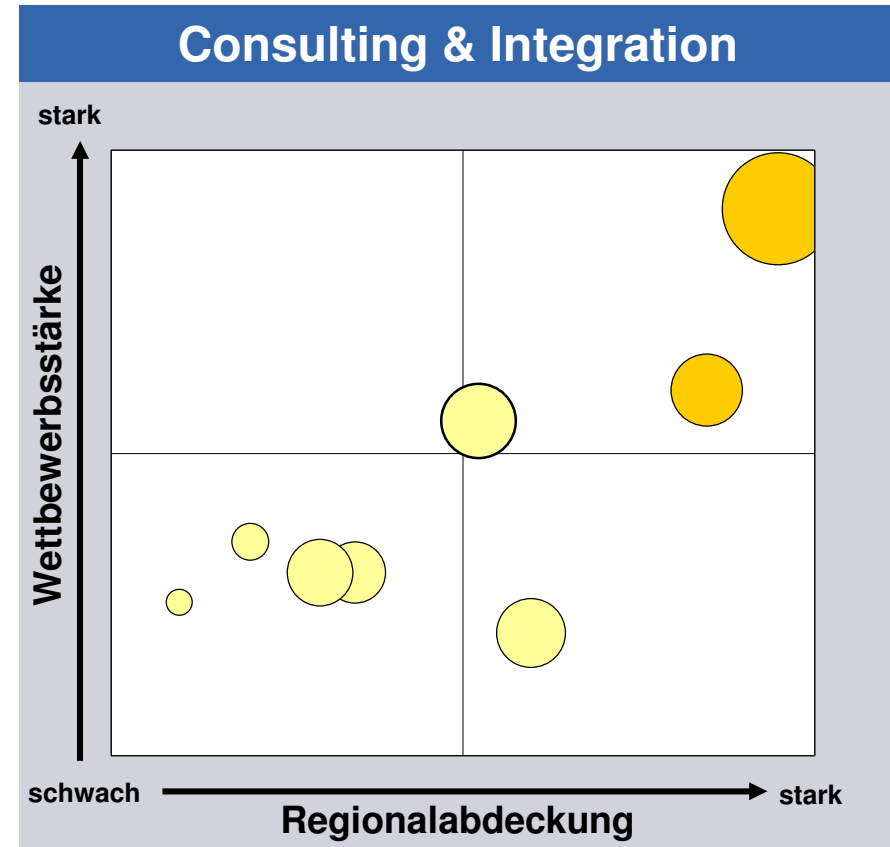 Consulting & Integration
stark
Wettbewerbsstärke
schwach
stark
Regionalabdeckung